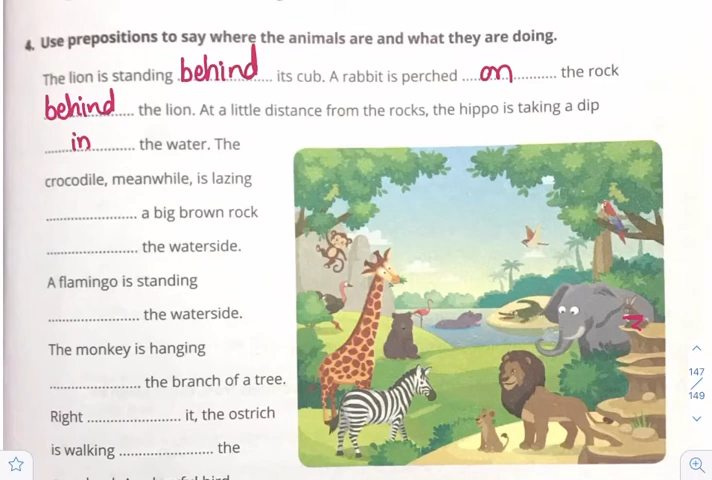 4. Use prepositions to say where the animals are and what they are doing.
The lion is standing behind its cub. A rabbit is perched on the rock
behind the lion. At a little distance from the rocks, the hippo is taking a dip
in the water. The
crocodile, meanwhile, is lazing
.............................. a big brown rock
.............................. the waterside.
A flamingo is standing
.............................. the waterside.
The monkey is hanging
.............................. the branch of a tree.
Right .............................. it, the ostrich
is walking .............................. the
147
149